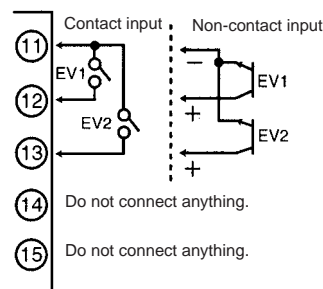 Contact input Non-contact input
11
EV1 − EV1
12 +
EV2 EV2
13 +
14 Do not connect anything.
15 Do not connect anything.